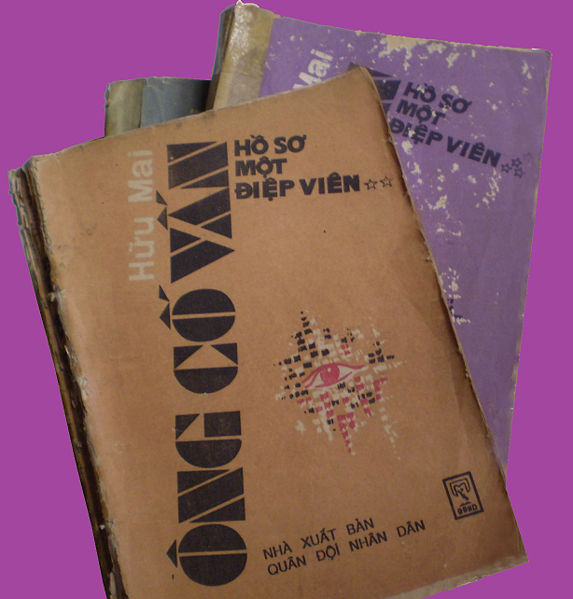 Hữu Mai
ÔNG CỐ VẤN
HỒ SƠ
MỘT
ĐIỆP VIÊN
NHÀ XUẤT BẢN
QUÂN ĐỘI NHÂN DÂN
Mai
HỒ SƠ
MỘT
ĐIỆP VIÊN